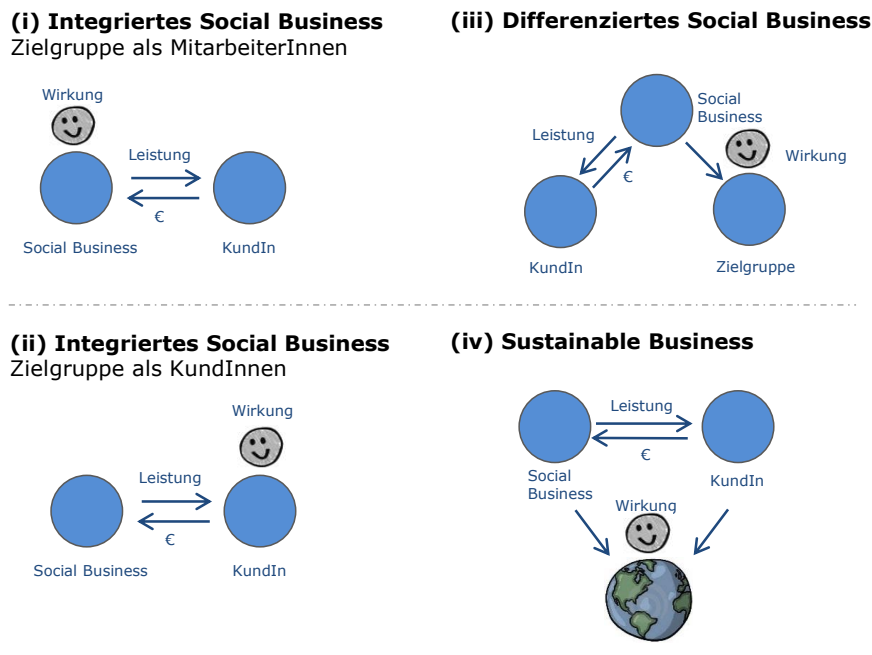 (i) Integriertes Social Business
Zielgruppe als MitarbeiterInnen
Wirkung
Leistung
€
Social Business
KundIn
(iii) Differenziertes Social Business
Social
Business
Leistung
Wirkung
€
KundIn
Zielgruppe
(ii) Integriertes Social Business
Zielgruppe als KundInnen
Wirkung
Leistung
€
Social Business
KundIn
(iv) Sustainable Business
Leistung
€
Social
Business
KundIn
Wirkung